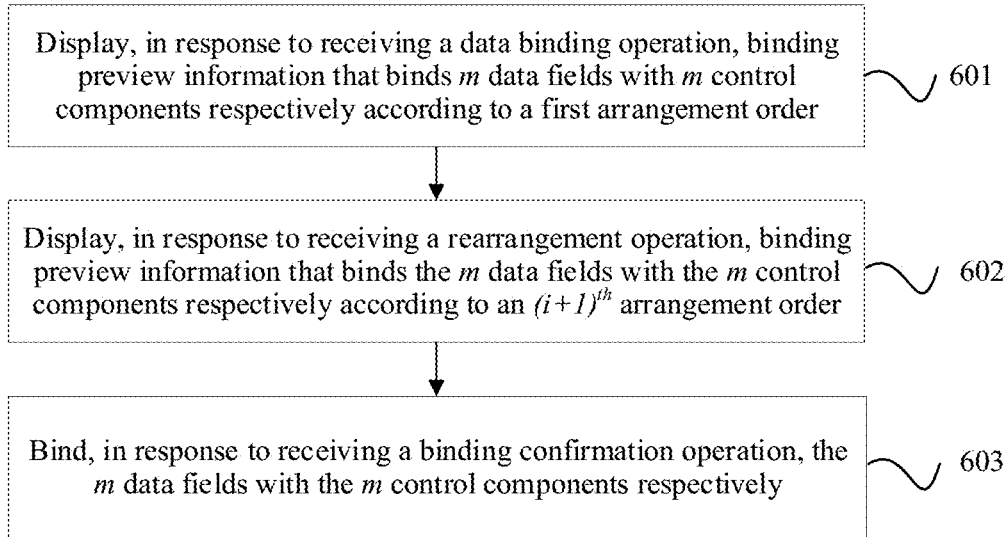 Display, in response to receiving a data binding operation, binding
preview information that binds m data fields with m control
components respectively according to a first arrangement order
601
Display, in response to receiving a rearrangement operation, binding
preview information that binds the m data fields with the m control
components respectively according to an (i+1)th arrangement order
602
Bind, in response to receiving a binding confirmation operation, the
m data fields with the m control components respectively
603